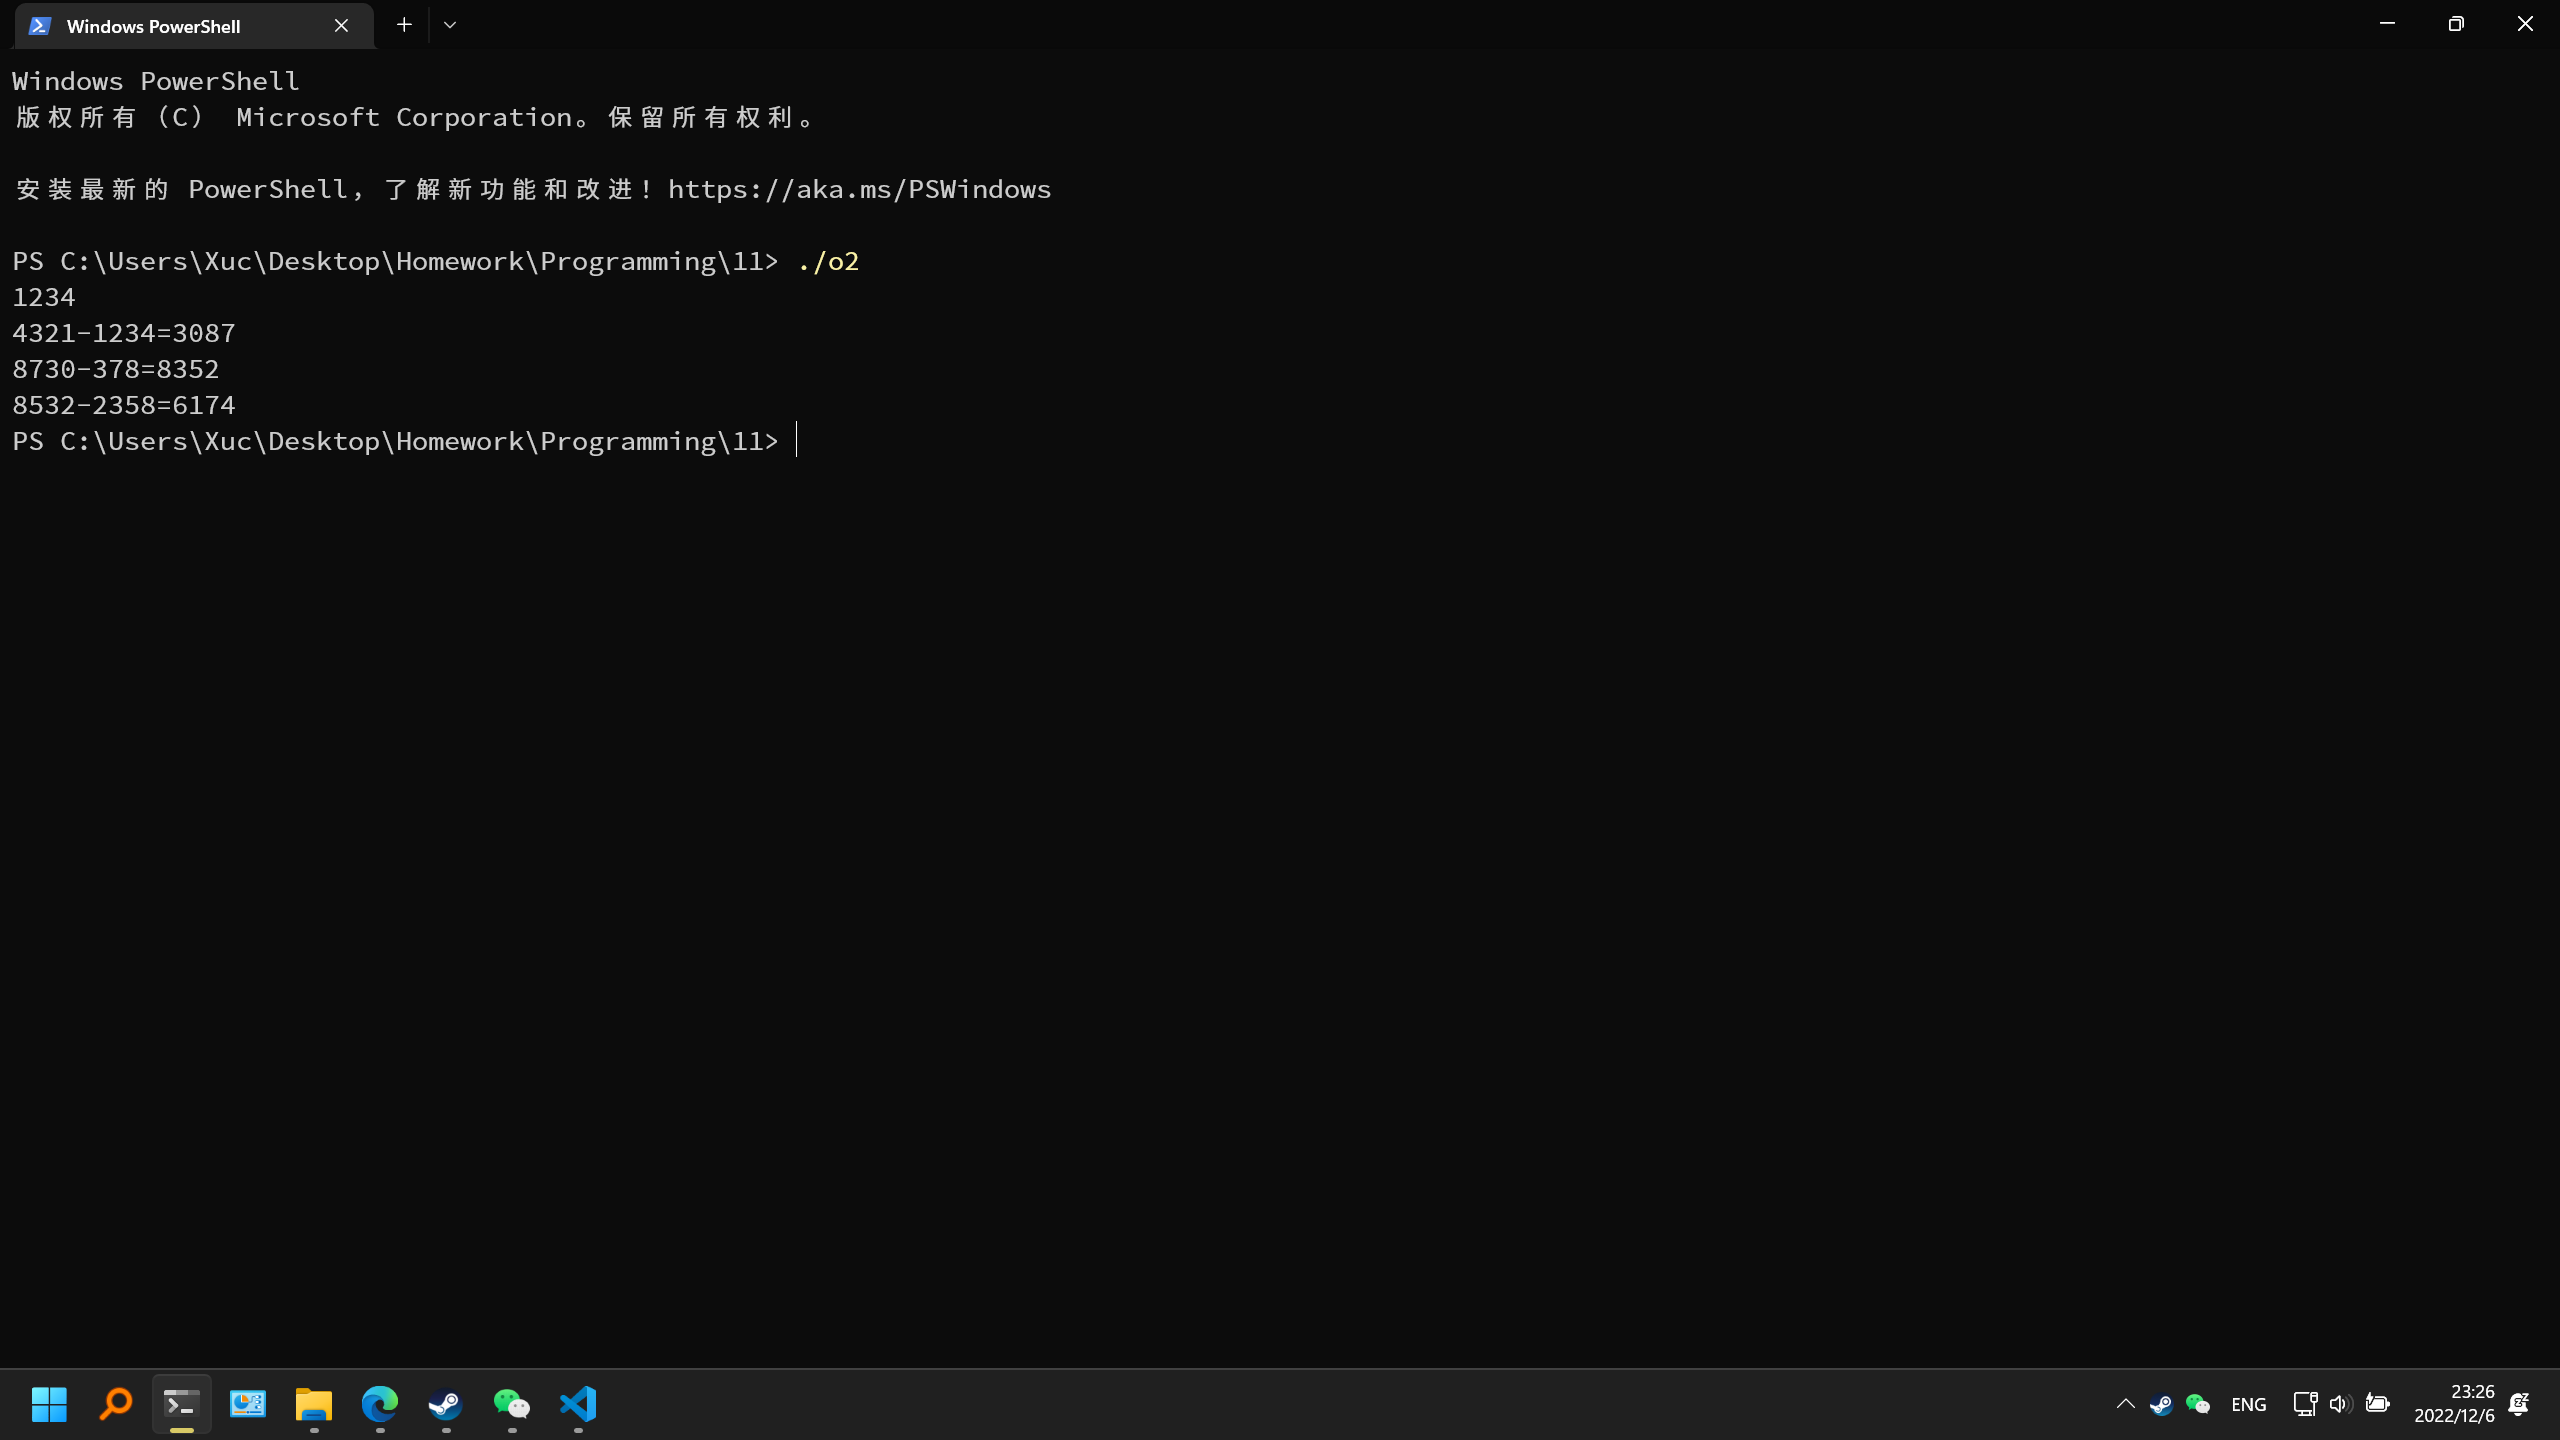 Windows PowerShell
Windows PowerShell
版权所有（C） Microsoft Corporation。保留所有权利。
安装最新的 PowerShell，了解新功能和改进！https://aka.ms/PSWindows
PS C:\Users\Xuc\Desktop\Homework\Programming\11> ./o2
1234
4321-1234=3087
8730-378=8352
8532-2358=6174
PS C:\Users\Xuc\Desktop\Homework\Programming\11>
ENG
23:26
2022/12/6